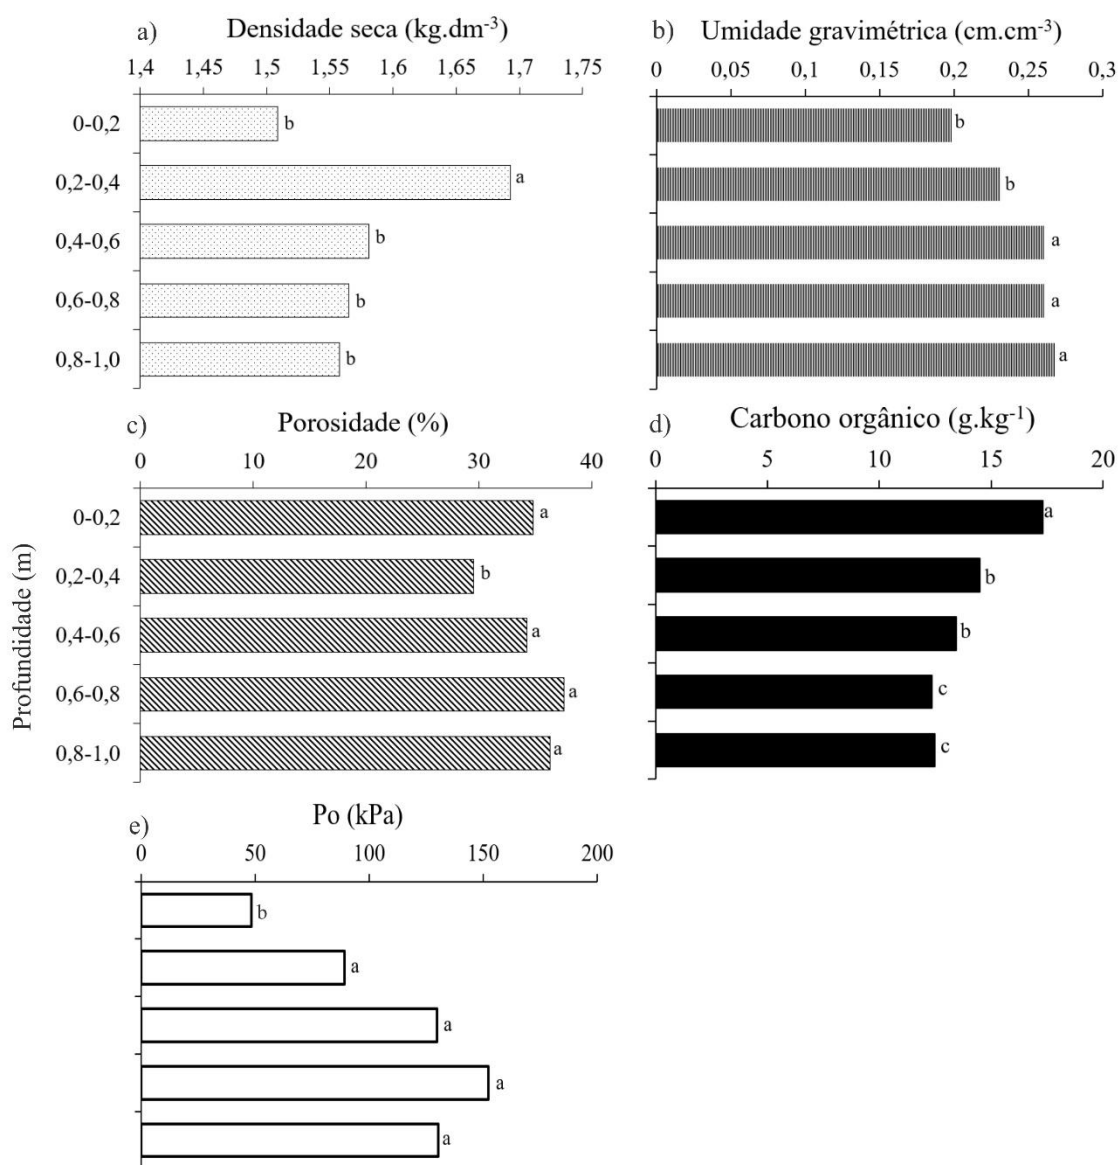 a) Densidade seca (kg.dm-3)
1,4 1,45 1,5 1,55 1,6 1,65 1,7 1,75
0-0,2 b
0,2-0,4 a
0,4-0,6 b
0,6-0,8 b
0,8-1,0 b
b) Umidade gravimétrica (cm.cm-3)
0 0,05 0,1 0,15 0,2 0,25 0,3
b
b
a
a
a
Profundidade (m)
c) Porosidade (%)
0 10 20 30 40
0-0,2 a
0,2-0,4 b
0,4-0,6 a
0,6-0,8 a
0,8-1,0 a
d) Carbono orgânico (g.kg-1)
0 5 10 15 20
a
b
b
c
c
e) Po (kPa)
0 50 100 150 200
b
a
a
a
a